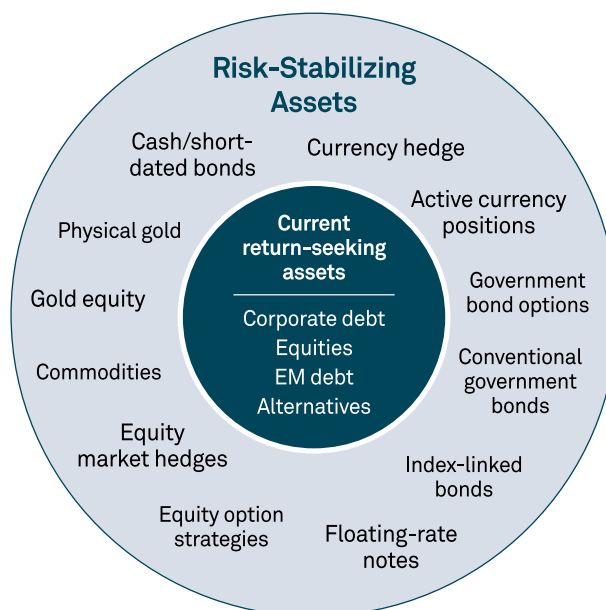 Risk-Stabilizing
Assets
Cash/short-
dated bonds
Currency hedge
Active currency
positions
Physical gold
Current
return-seeking
assets
Government
bond options
Gold equity
Corporate debt
Equities
EM debt
Alternatives
Conventional
government
bonds
Commodities
Equity
market hedges
Index-linked
bonds
Equity option
strategies
Floating-rate
notes